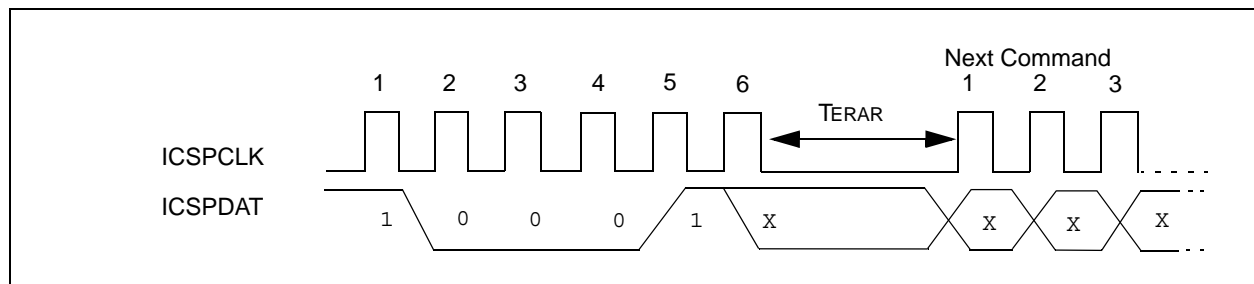 Next Command
1 2 3 4 5 6 1 2 3
TERAR
ICSPCLK
ICSPDAT
1 0 0 0 1 X X X X